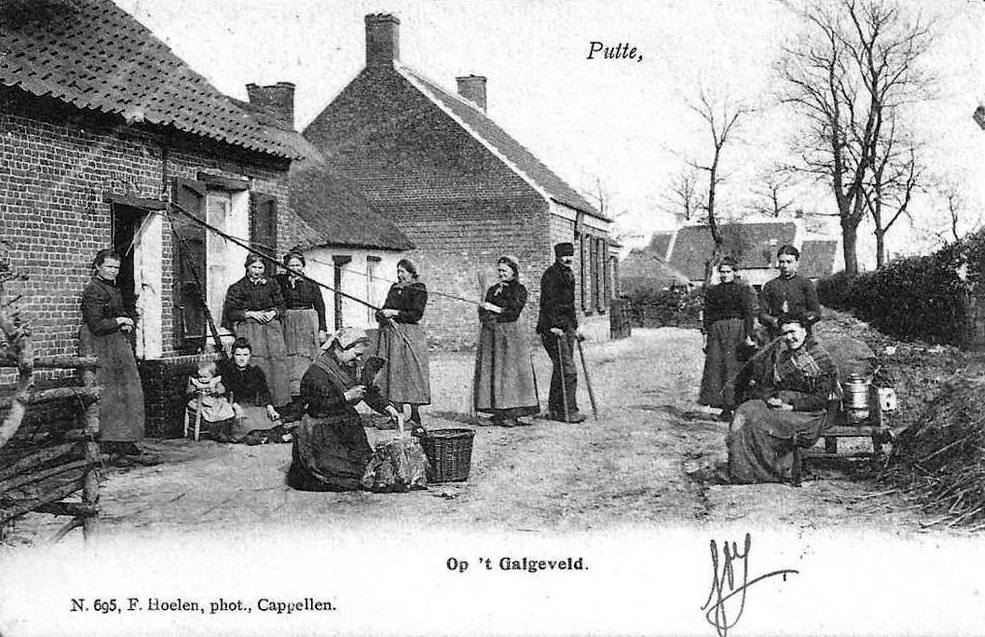 Putte,
Op 't Galgeveld.
N. 695, F. Hoelen, phot., Cappellen.